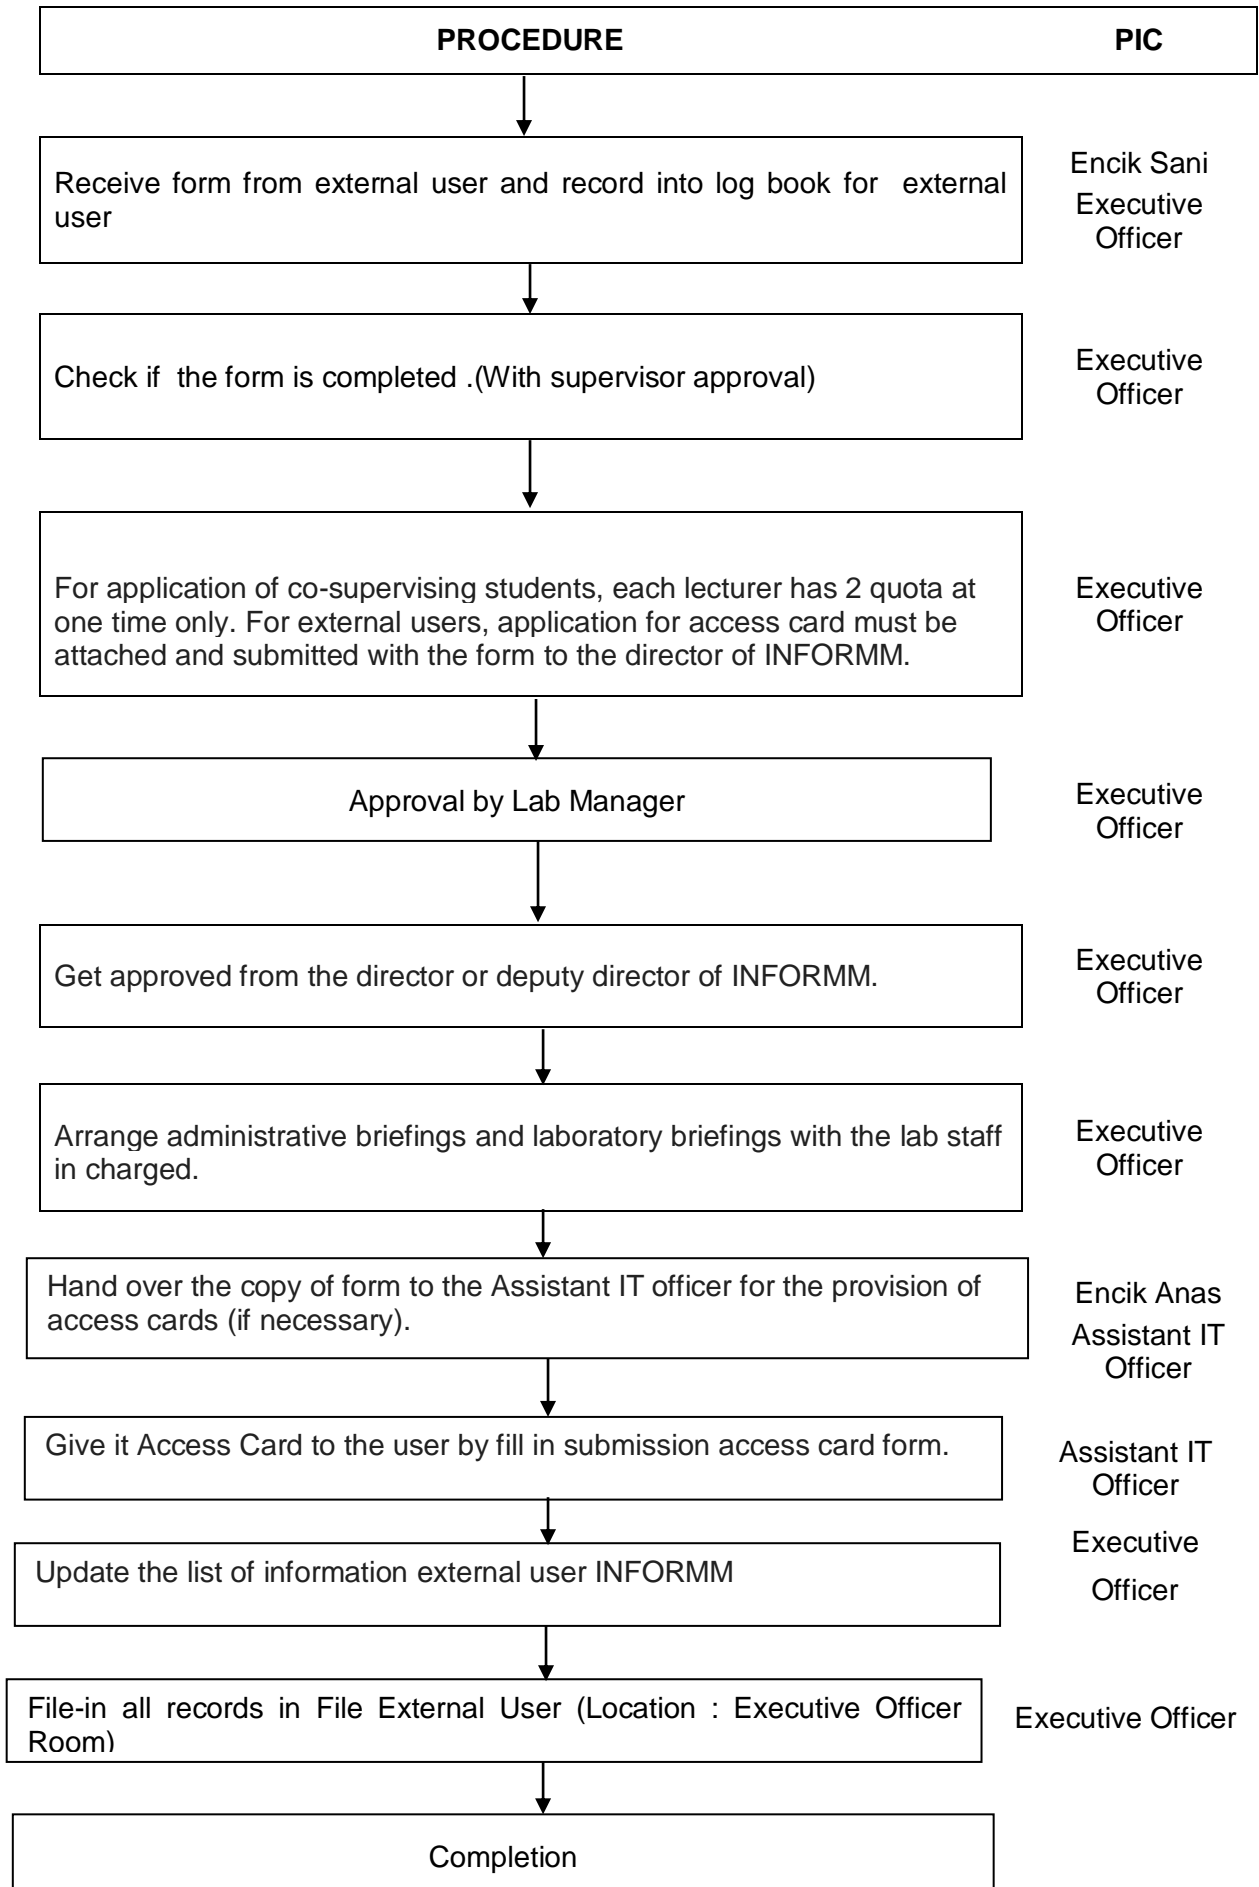 PROCEDURE PIC
Receive form from external user and record into log book for external
user
Encik Sani
Executive
Officer
Check if the form is completed .(With supervisor approval)
Executive
Officer
For application of co-supervising students, each lecturer has 2 quota at
one time only. For external users, application for access card must be
attached and submitted with the form to the director of INFORMM.
Executive
Officer
Approval by Lab Manager
Executive
Officer
Get approved from the director or deputy director of INFORMM.
Executive
Officer
Arrange administrative briefings and laboratory briefings with the lab staff
in charged.
Executive
Officer
Hand over the copy of form to the Assistant IT officer for the provision of
access cards (if necessary).
Encik Anas
Assistant IT
Officer
Give it Access Card to the user by fill in submission access card form.
Assistant IT
Officer
Update the list of information external user INFORMM
Executive
Officer
File-in all records in File External User (Location : Executive Officer
Room)
Executive Officer
Completion